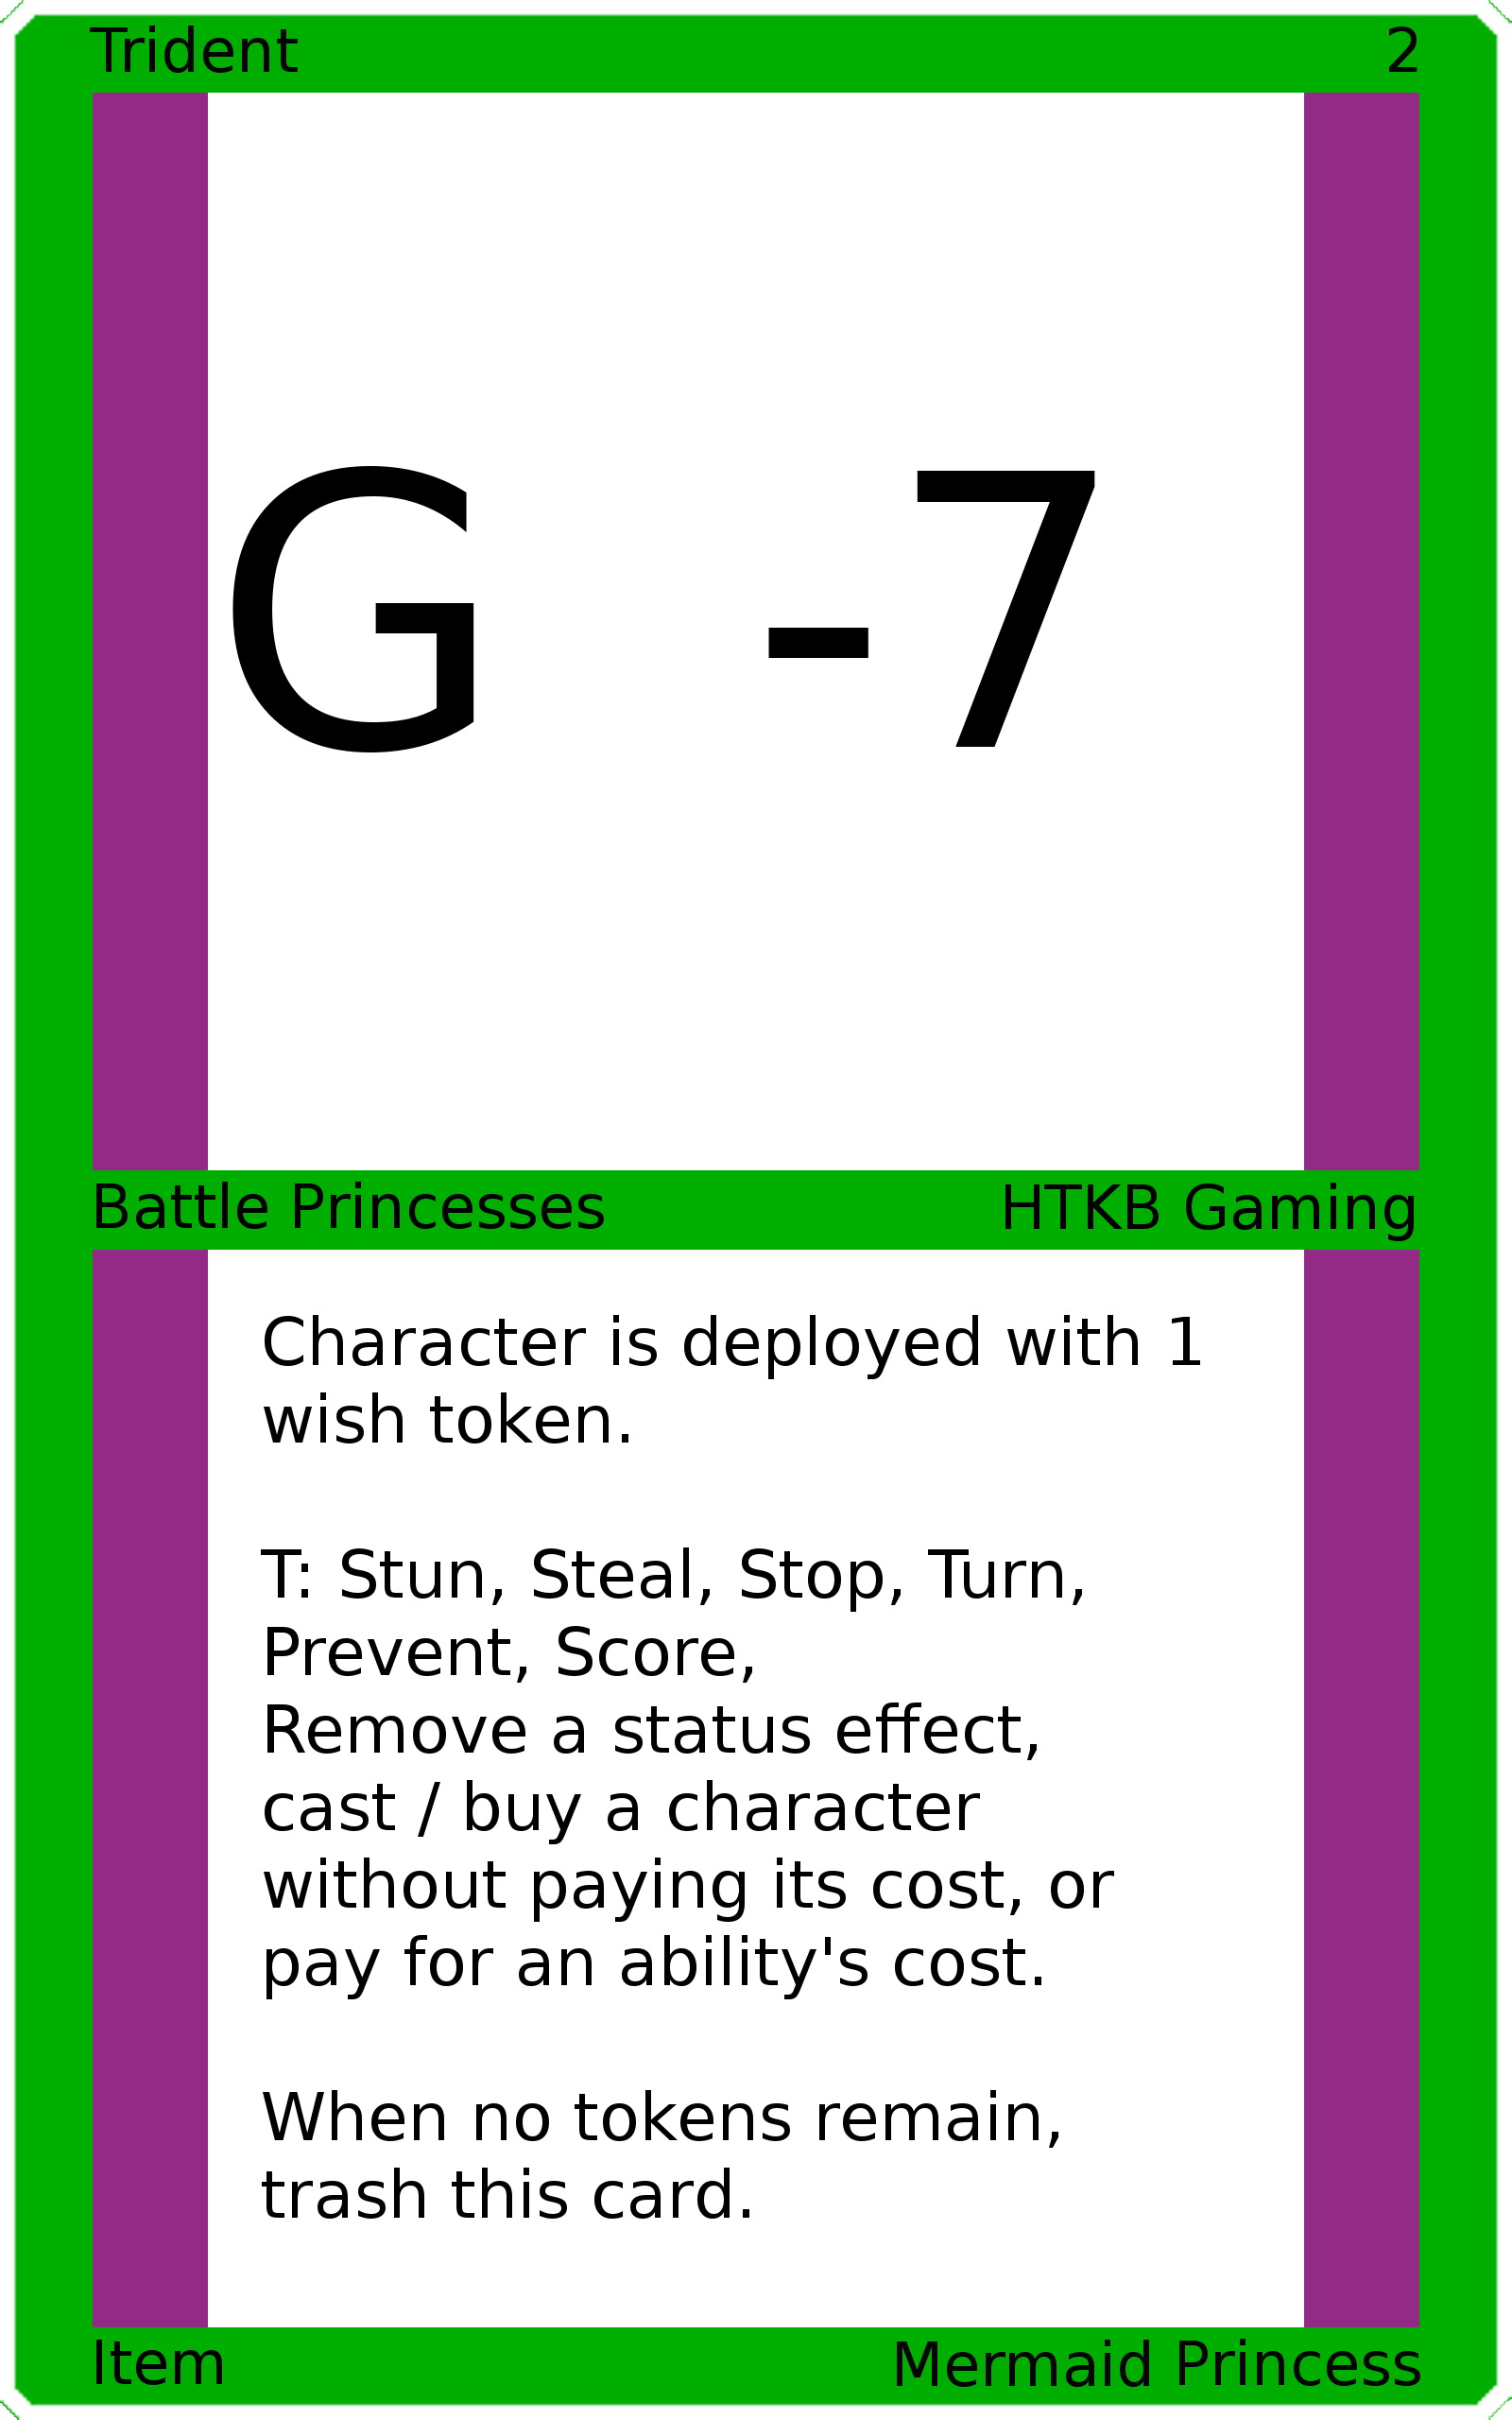 Trident 2
G -7
Battle Princesses HTKB Gaming
Character is deployed with 1
wish token.
T: Stun, Steal, Stop, Turn,
Prevent, Score,
Remove a status effect,
cast / buy a character
without paying its cost, or
pay for an ability's cost.
When no tokens remain,
trash this card.
Item Mermaid Princess